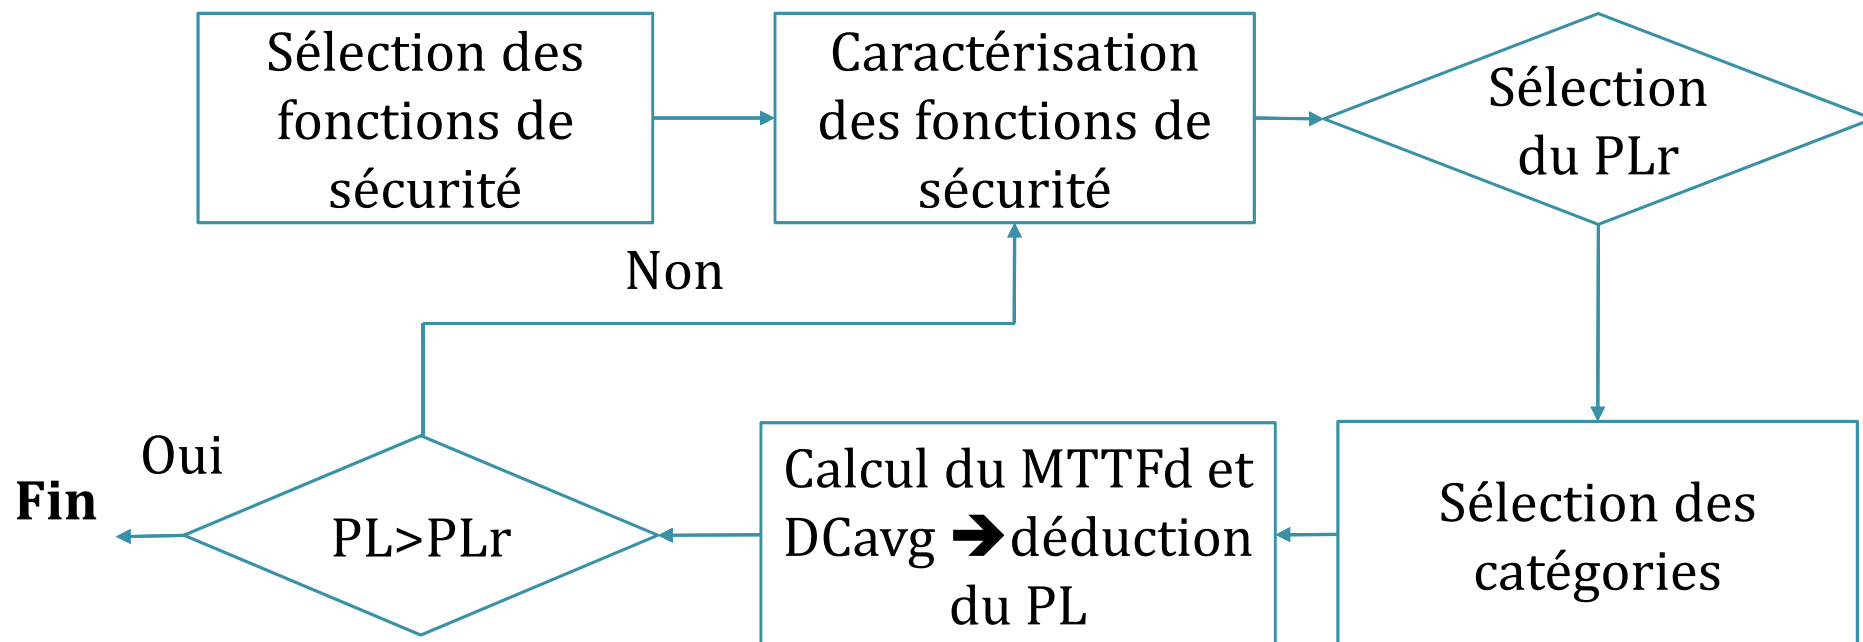 Sélection des
fonctions de
sécurité
Caractérisation
des fonctions de
sécurité
Sélection
du PLr
Non
Oui
Fin
PL>PLr
Calcul du MTTFd et
DCavg ➔déduction
du PL
Sélection des
catégories